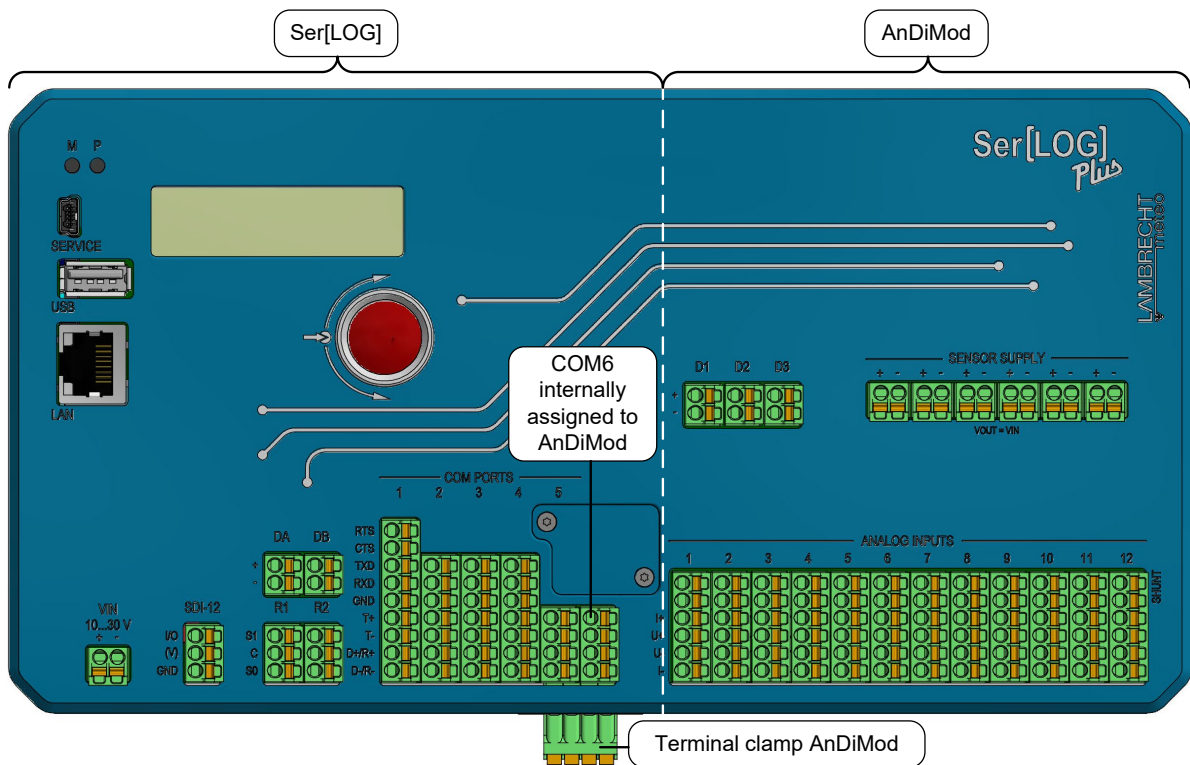 Ser[LOG]
AnDiMod
M P
Ser[LOG]
Plus
LAMBRECHT
meteo
SERVICE
USB
LAN
COM6
internally
assigned to
AnDiMod
D1 D2 D3
+
-
SENSOR SUPPLY
+ - + - + - + - + - + -
VOUT = VIN
COM PORTS
1 2 3 4 5
RTS
CTS
TXD
RXD
GND
T+
T-
D+/R+
D-/R-
DA DB
+
-
R1 R2
S1
C
S0
VIN
10...30 V
+ -
SDI-12
I/O
(V)
GND
ANALOG INPUTS
1 2 3 4 5 6 7 8 9 10 11 12
SHUNT
I+
U+
U-
Terminal clamp AnDiMod